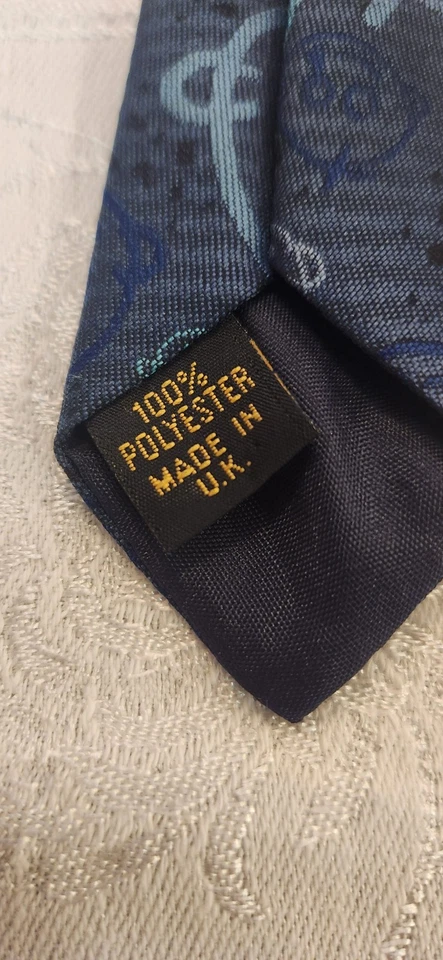 100%
POLYESTER
MADE IN
U.K.